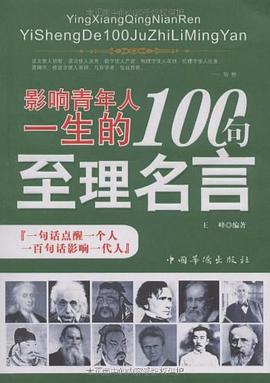 YingXiangQingNianRen
YiShengDe100JuZhiLiMingYan
影响青年人
一生的100句
至理名言
王 峰◎编著
『一句话点醒一个人
一百句话影响一代人』
中国华侨出版社